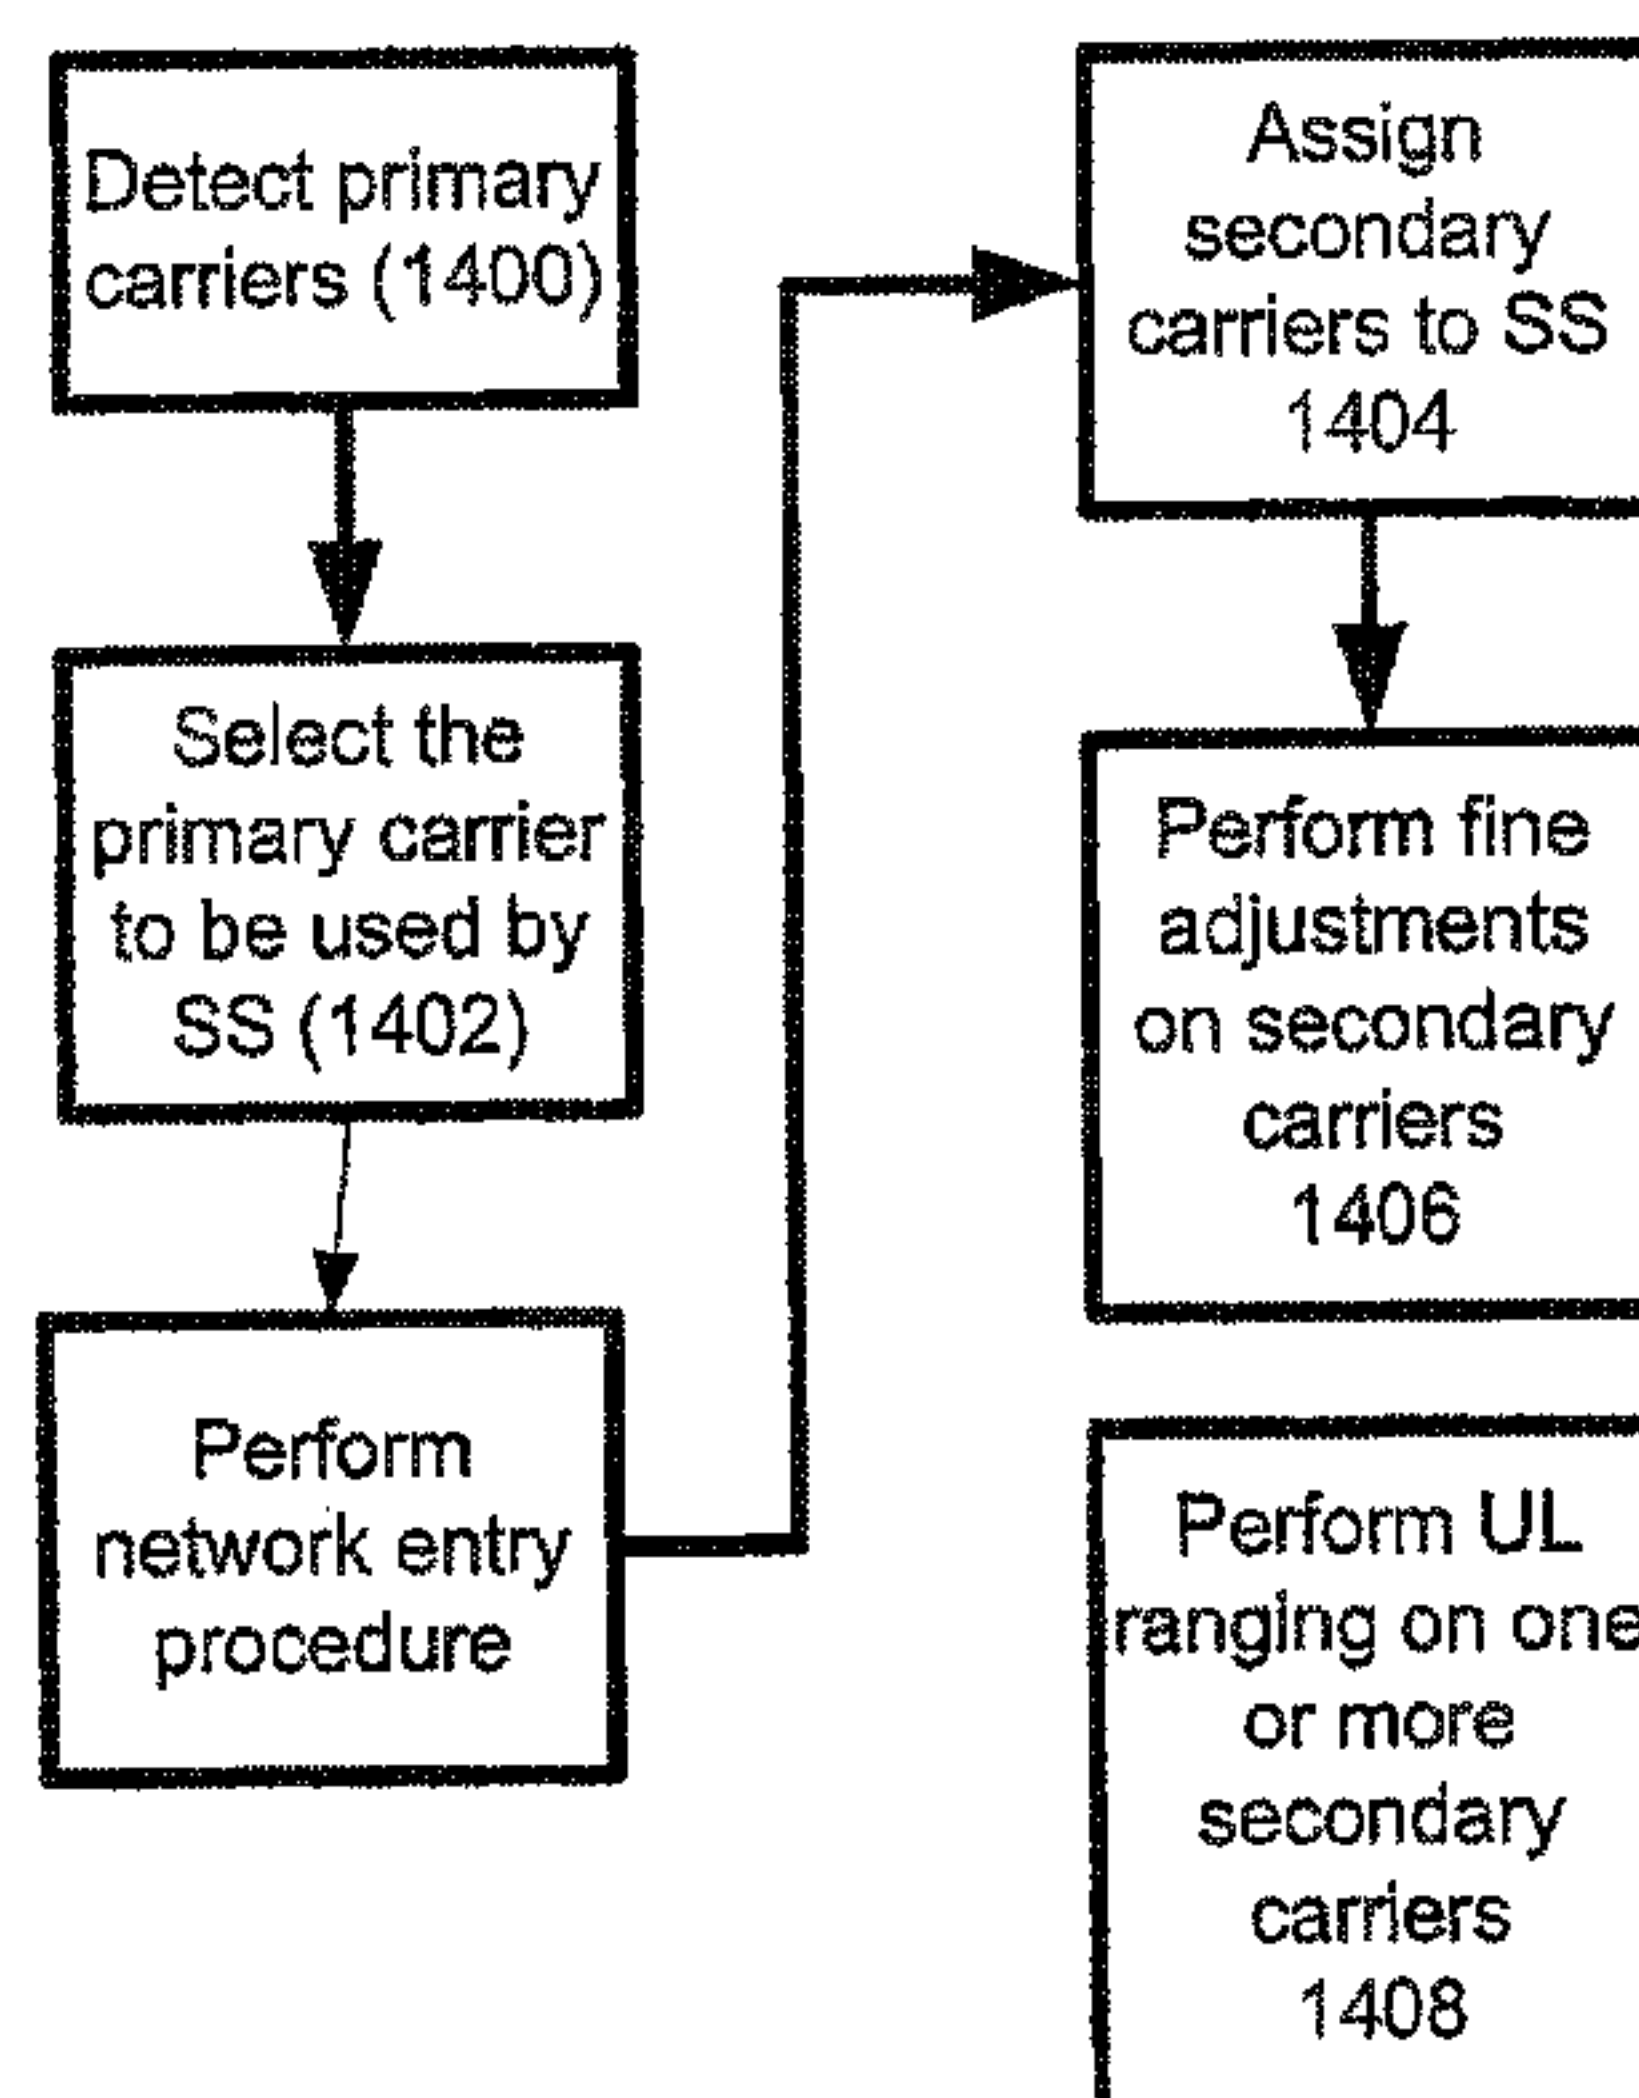 Detect primary
carriers (1400)
Select the
primary carrier
to be used by
SS (1402)
Perform
network entry
procedure
Assign
secondary
carriers to SS
1404
Perform fine
adjustments
on secondary
carriers
1406
Perform UL
ranging on one
or more
secondary
carriers
1408